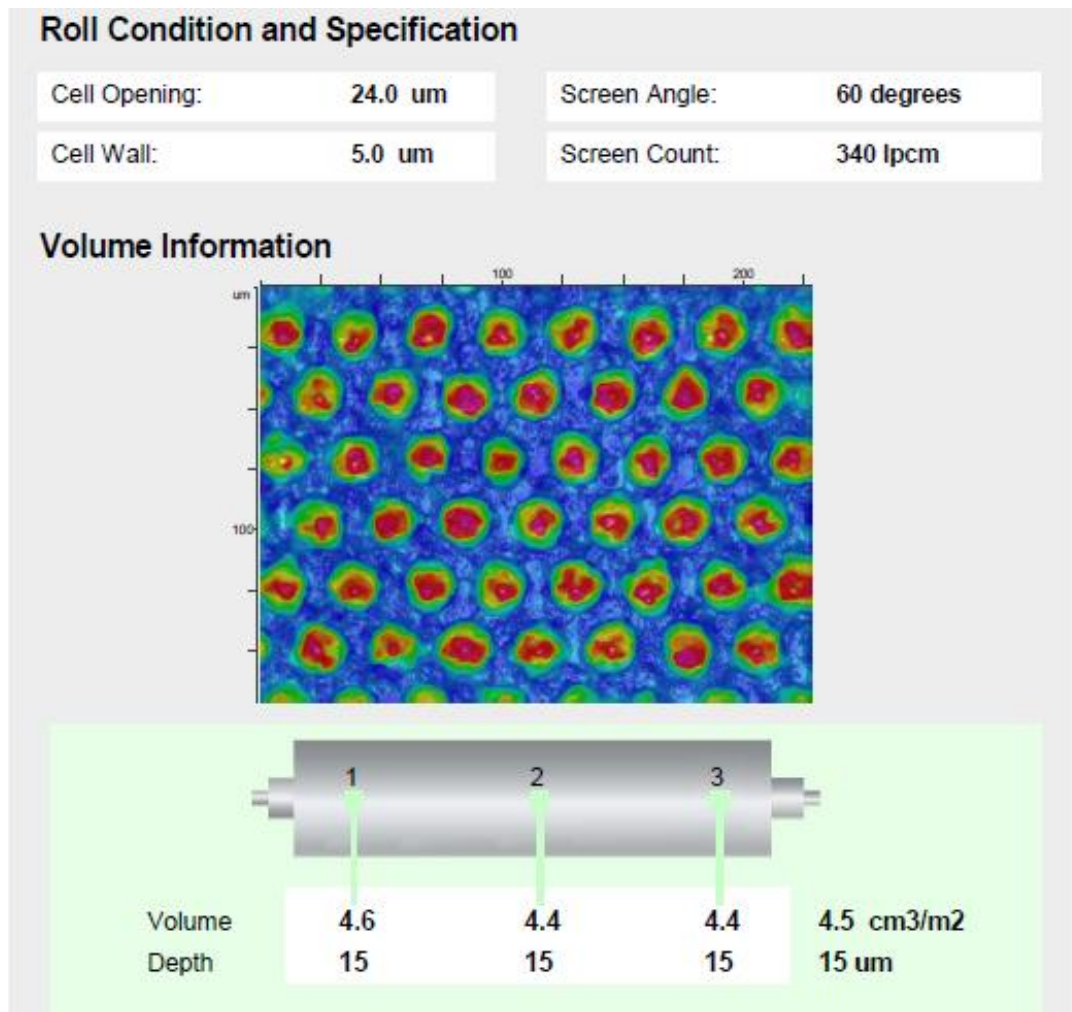 Roll Condition and Specification
Cell Opening: 24.0 um Screen Angle: 60 degrees
Cell Wall: 5.0 um Screen Count: 340 lpcm
Volume Information
100 200
um
100
1 2 3
Volume 4.6 4.4 4.4 4.5 cm3/m2
Depth 15 15 15 15 um